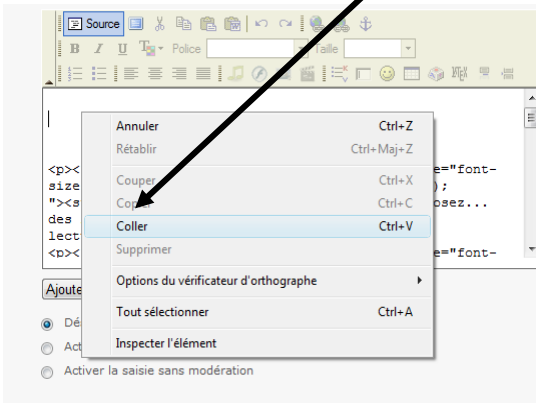 Source
B I U Police Taille
Annuler Ctrl+Z
Rétablir Ctrl+Maj+Z
<p>< Couper Ctrl+X e="font-
size );
"><s Ctrl+C osez...
des Coller Ctrl+V
lect Supprimer
<p>< e="font-
Options du vérificateur d'orthographe
Ajoute
Tout sélectionner Ctrl+A
Dé
Act Inspecter l'élément
Activer la saisie sans modération